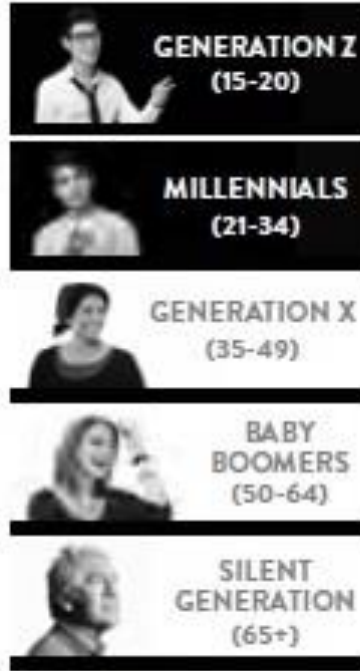 GENERATION Z
(15-20)
MILLENNIALS
(21-34)
GENERATION X
(35-49)
BABY
BOOMERS
(50-64)
SILENT
GENERATION
(65+)